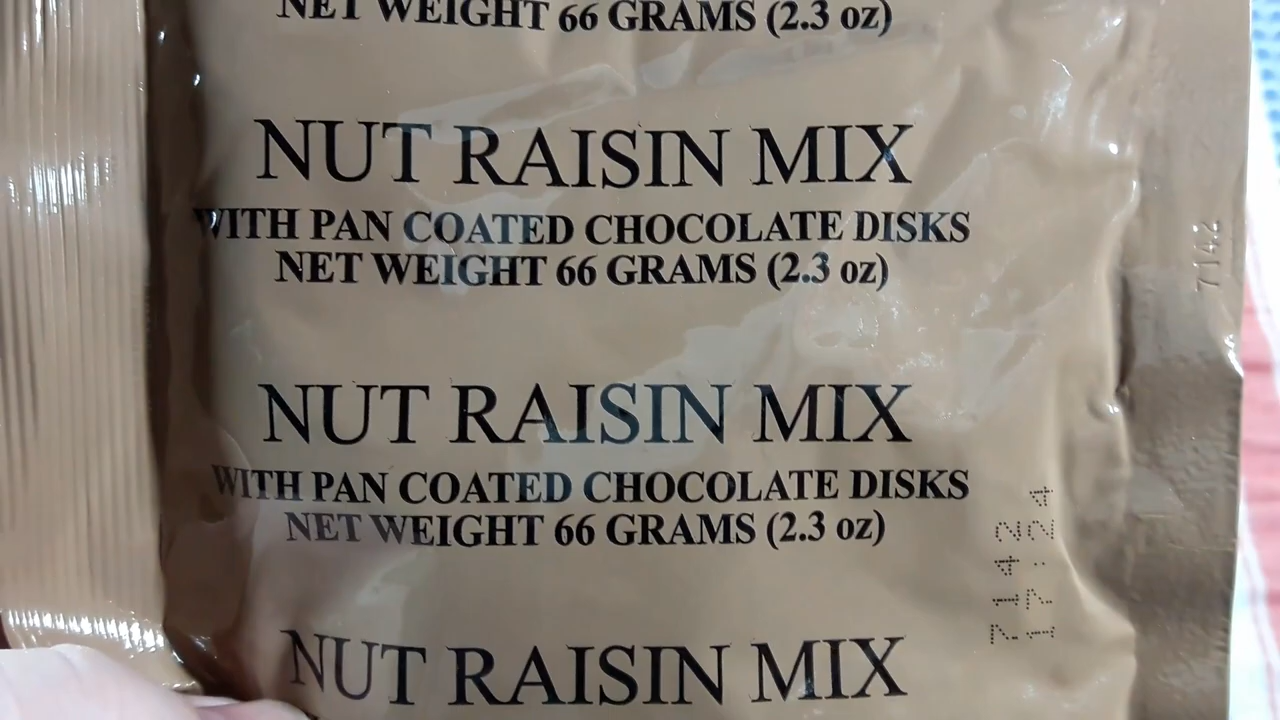 NET WEIGHT 66 GRAMS (2.3 oz)
NUT RAISIN MIX
WITH PAN COATED CHOCOLATE DISKS
NET WEIGHT 66 GRAMS (2.3 oz)
NUT RAISIN MIX
WITH PAN COATED CHOCOLATE DISKS
NET WEIGHT 66 GRAMS (2.3 oz)
NUT RAISIN MIX
7142
17:24
7142